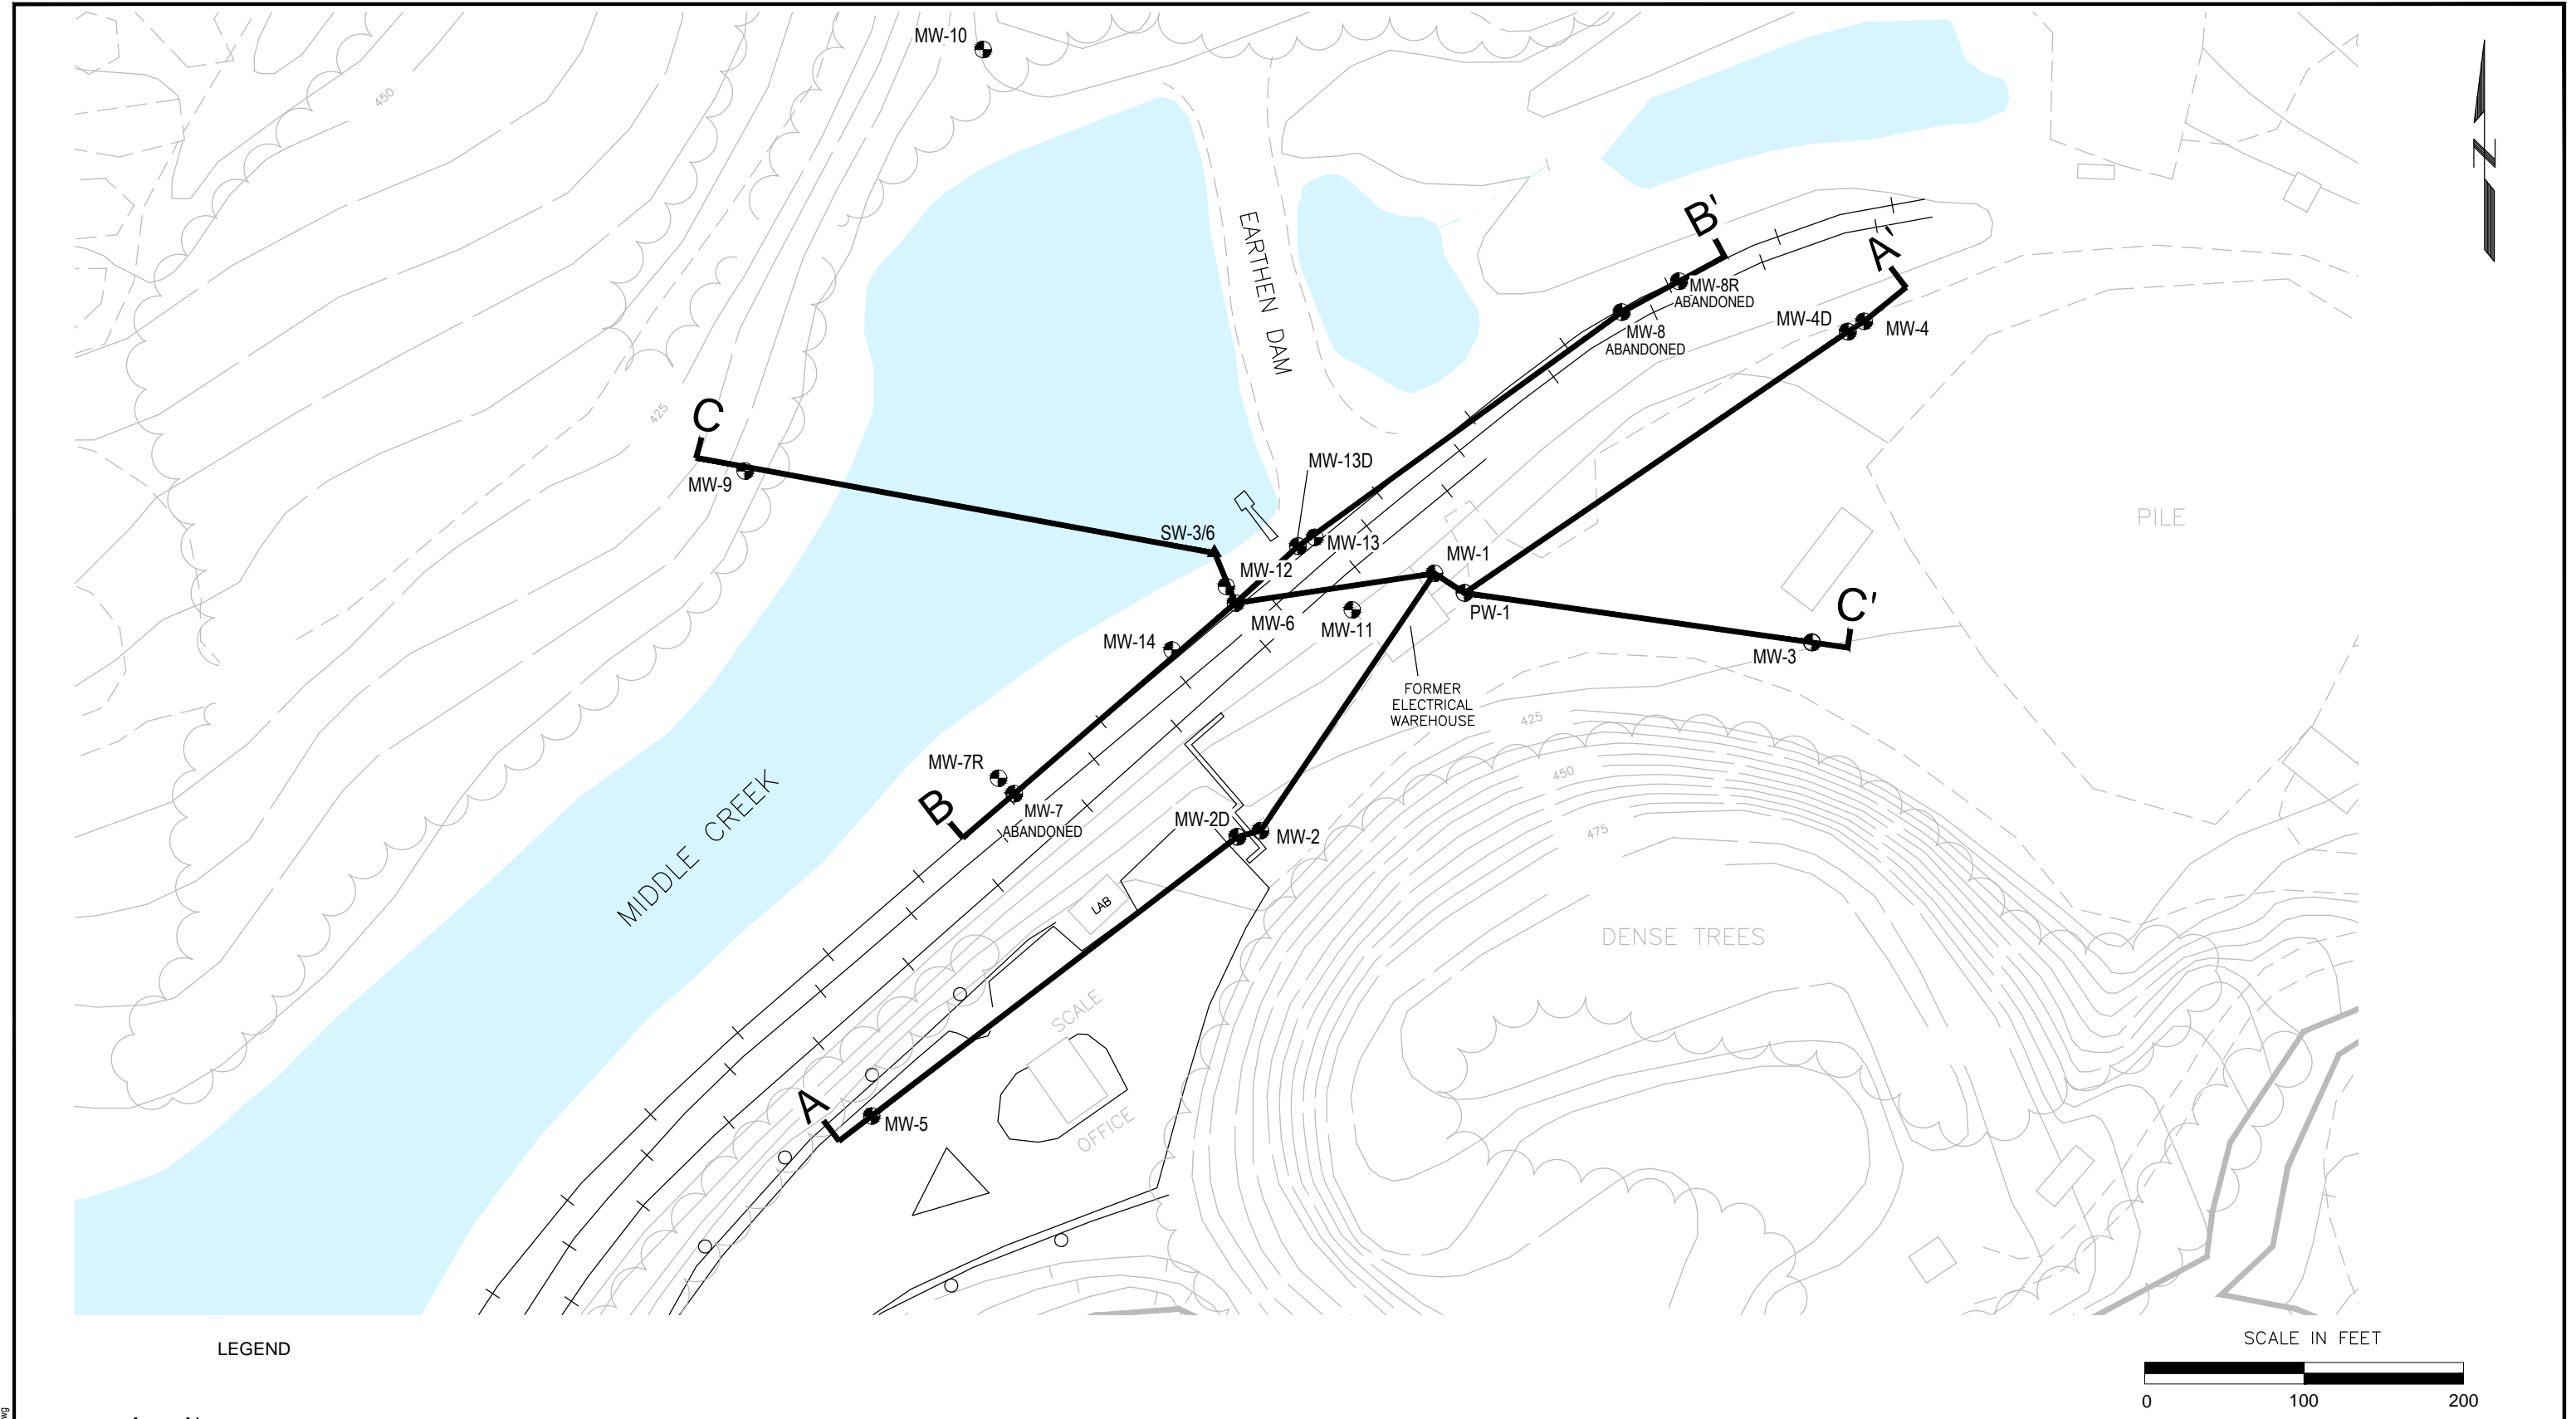 MW-10
450
B'
A'
EARTHEN DAM
MW-8R
ABANDONED
MW-4D
MW-4
MW-8
ABANDONED
C
425
MW-9
MW-13D
PILE
SW-3/6
MW-13
MW-12
MW-1
MW-6
MW-11
PW-1
C'
MW-14
MW-3
FORMER
ELECTRICAL
WAREHOUSE
425
MW-7R
450
B
MW-7
ABANDONED
MW-2D
MW-2
475
MIDDLE CREEK
LAB
DENSE TREES
SCALE
A
MW-5
OFFICE
N
LEGEND
SCALE IN FEET
0 100 200
wg